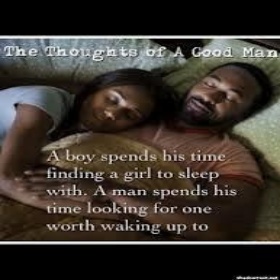 The Thoughts of A Good Man
A boy spends his time
finding a girl to sleep
with. A man spends his
time looking for one
worth waking up to